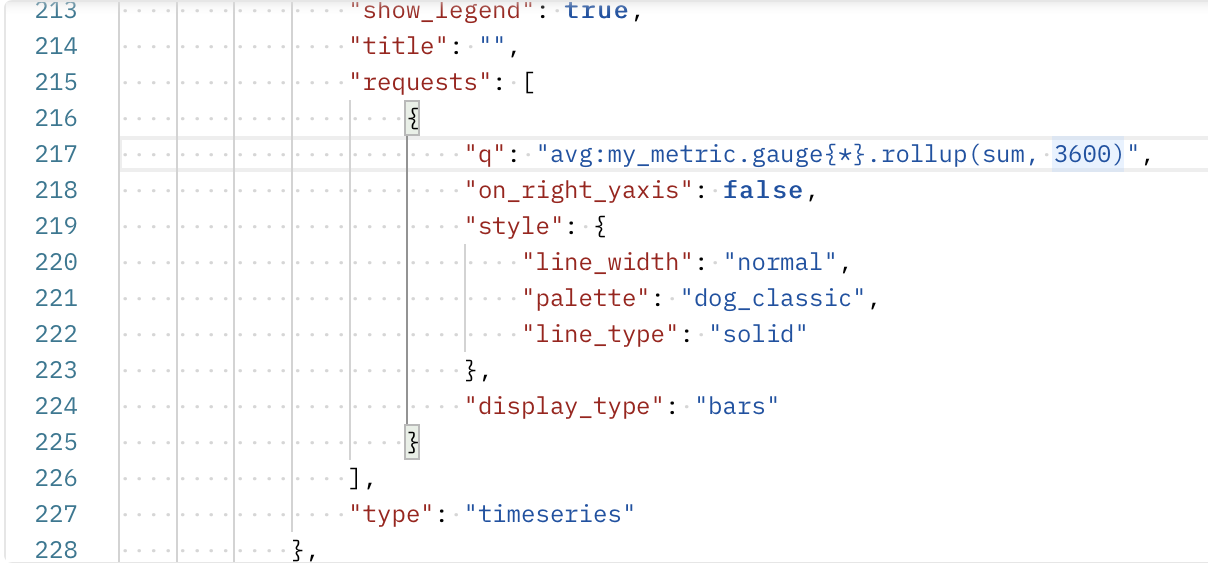 213 "show_legend": true,
214 "title": "",
215 "requests": [
216 {
217 "q": "avg:my_metric.gauge{*}.rollup(sum, 3600)",
218 "on_right_yaxis": false,
219 "style": {
220 "line_width": "normal",
221 "palette": "dog_classic",
222 "line_type": "solid"
223 },
224 "display_type": "bars"
225 }
226 ],
227 "type": "timeseries"
228 },